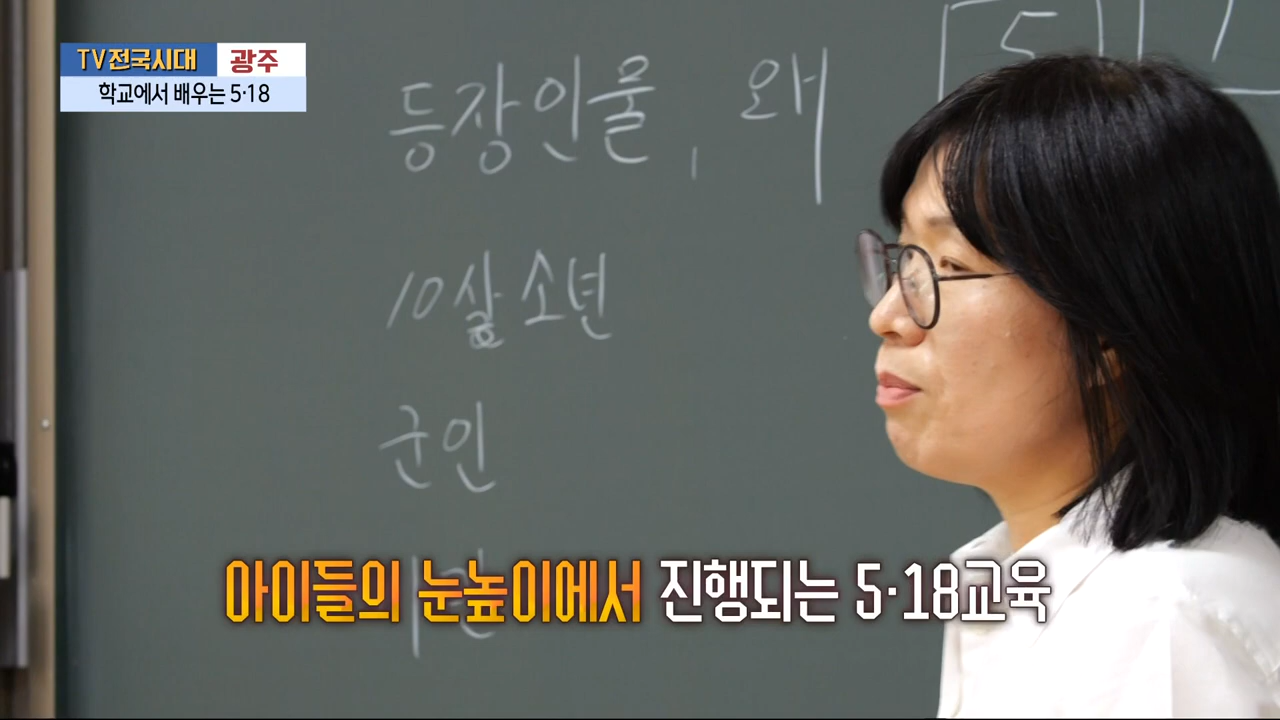 TV전국시대 광주
학교에서 배우는 5·18
등장인물, 왜
5
10살 소년
군인
아이들의 눈높이에서 진행되는 5·18교육